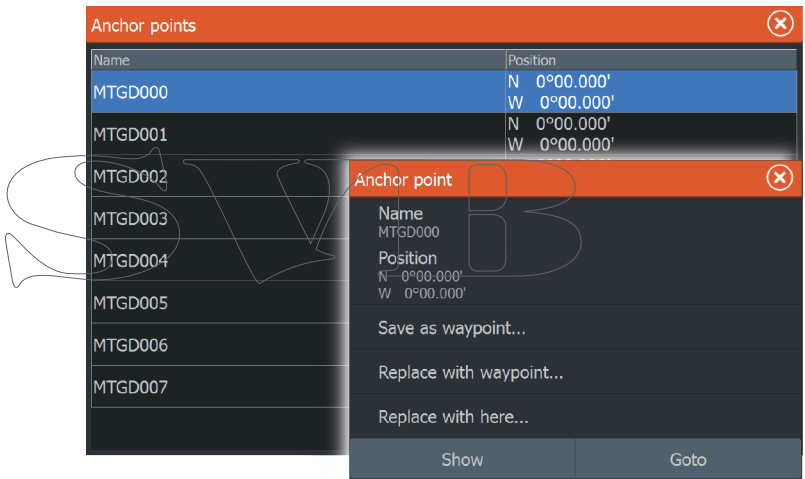 Anchor points
Name Position
MTGD000 N 0°00.000'
W 0°00.000'
MTGD001 N 0°00.000'
W 0°00.000'
MTGD002
MTGD003
MTGD004
MTGD005
MTGD006
MTGD007
Anchor point
Name
MTGD000
Position
N 0°00.000'
W 0°00.000'
Save as waypoint...
Replace with waypoint...
Replace with here...
Show Goto
SVB